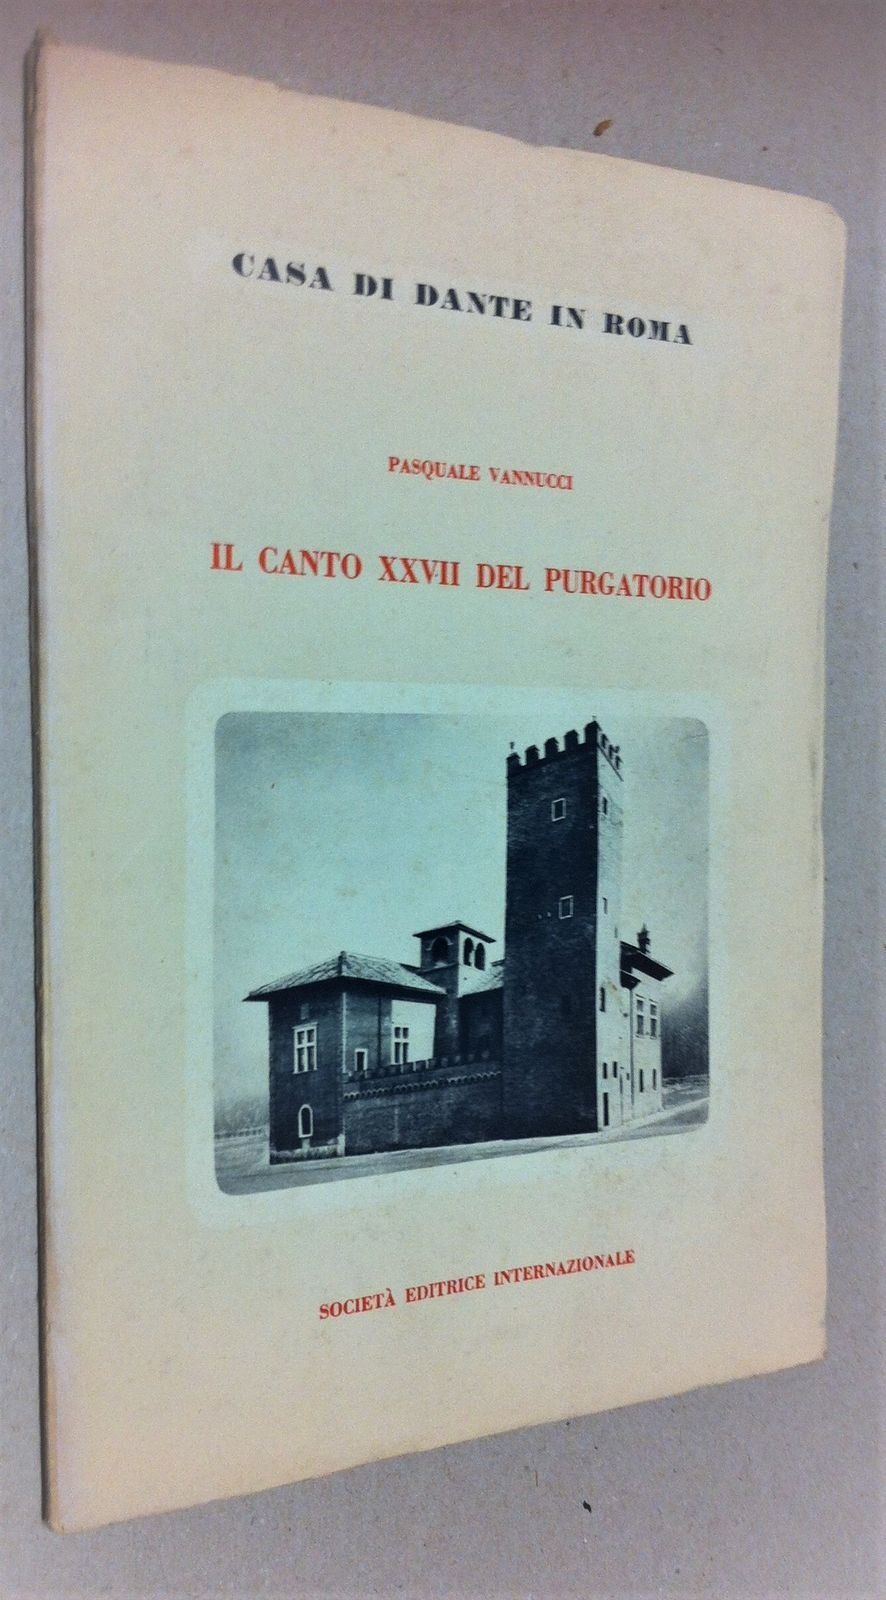 CASA DI DANTE IN ROMA
PASQUALE VANNUCCI
IL CANTO XXVII DEL PURGATORIO
SOCIETÀ EDITRICE INTERNAZIONALE